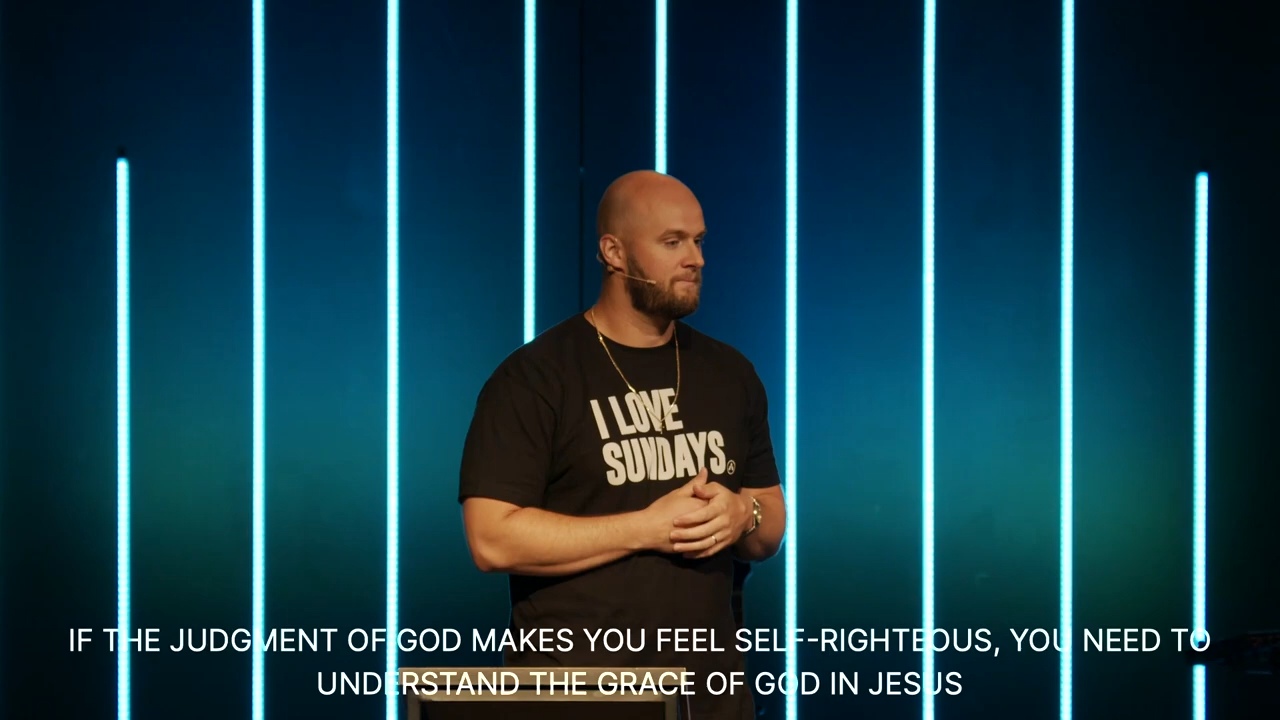 I LOVE
SUNDAYS.
IF THE JUDGMENT OF GOD MAKES YOU FEEL SELF-RIGHTEOUS, YOU NEED TO
UNDERSTAND THE GRACE OF GOD IN JESUS